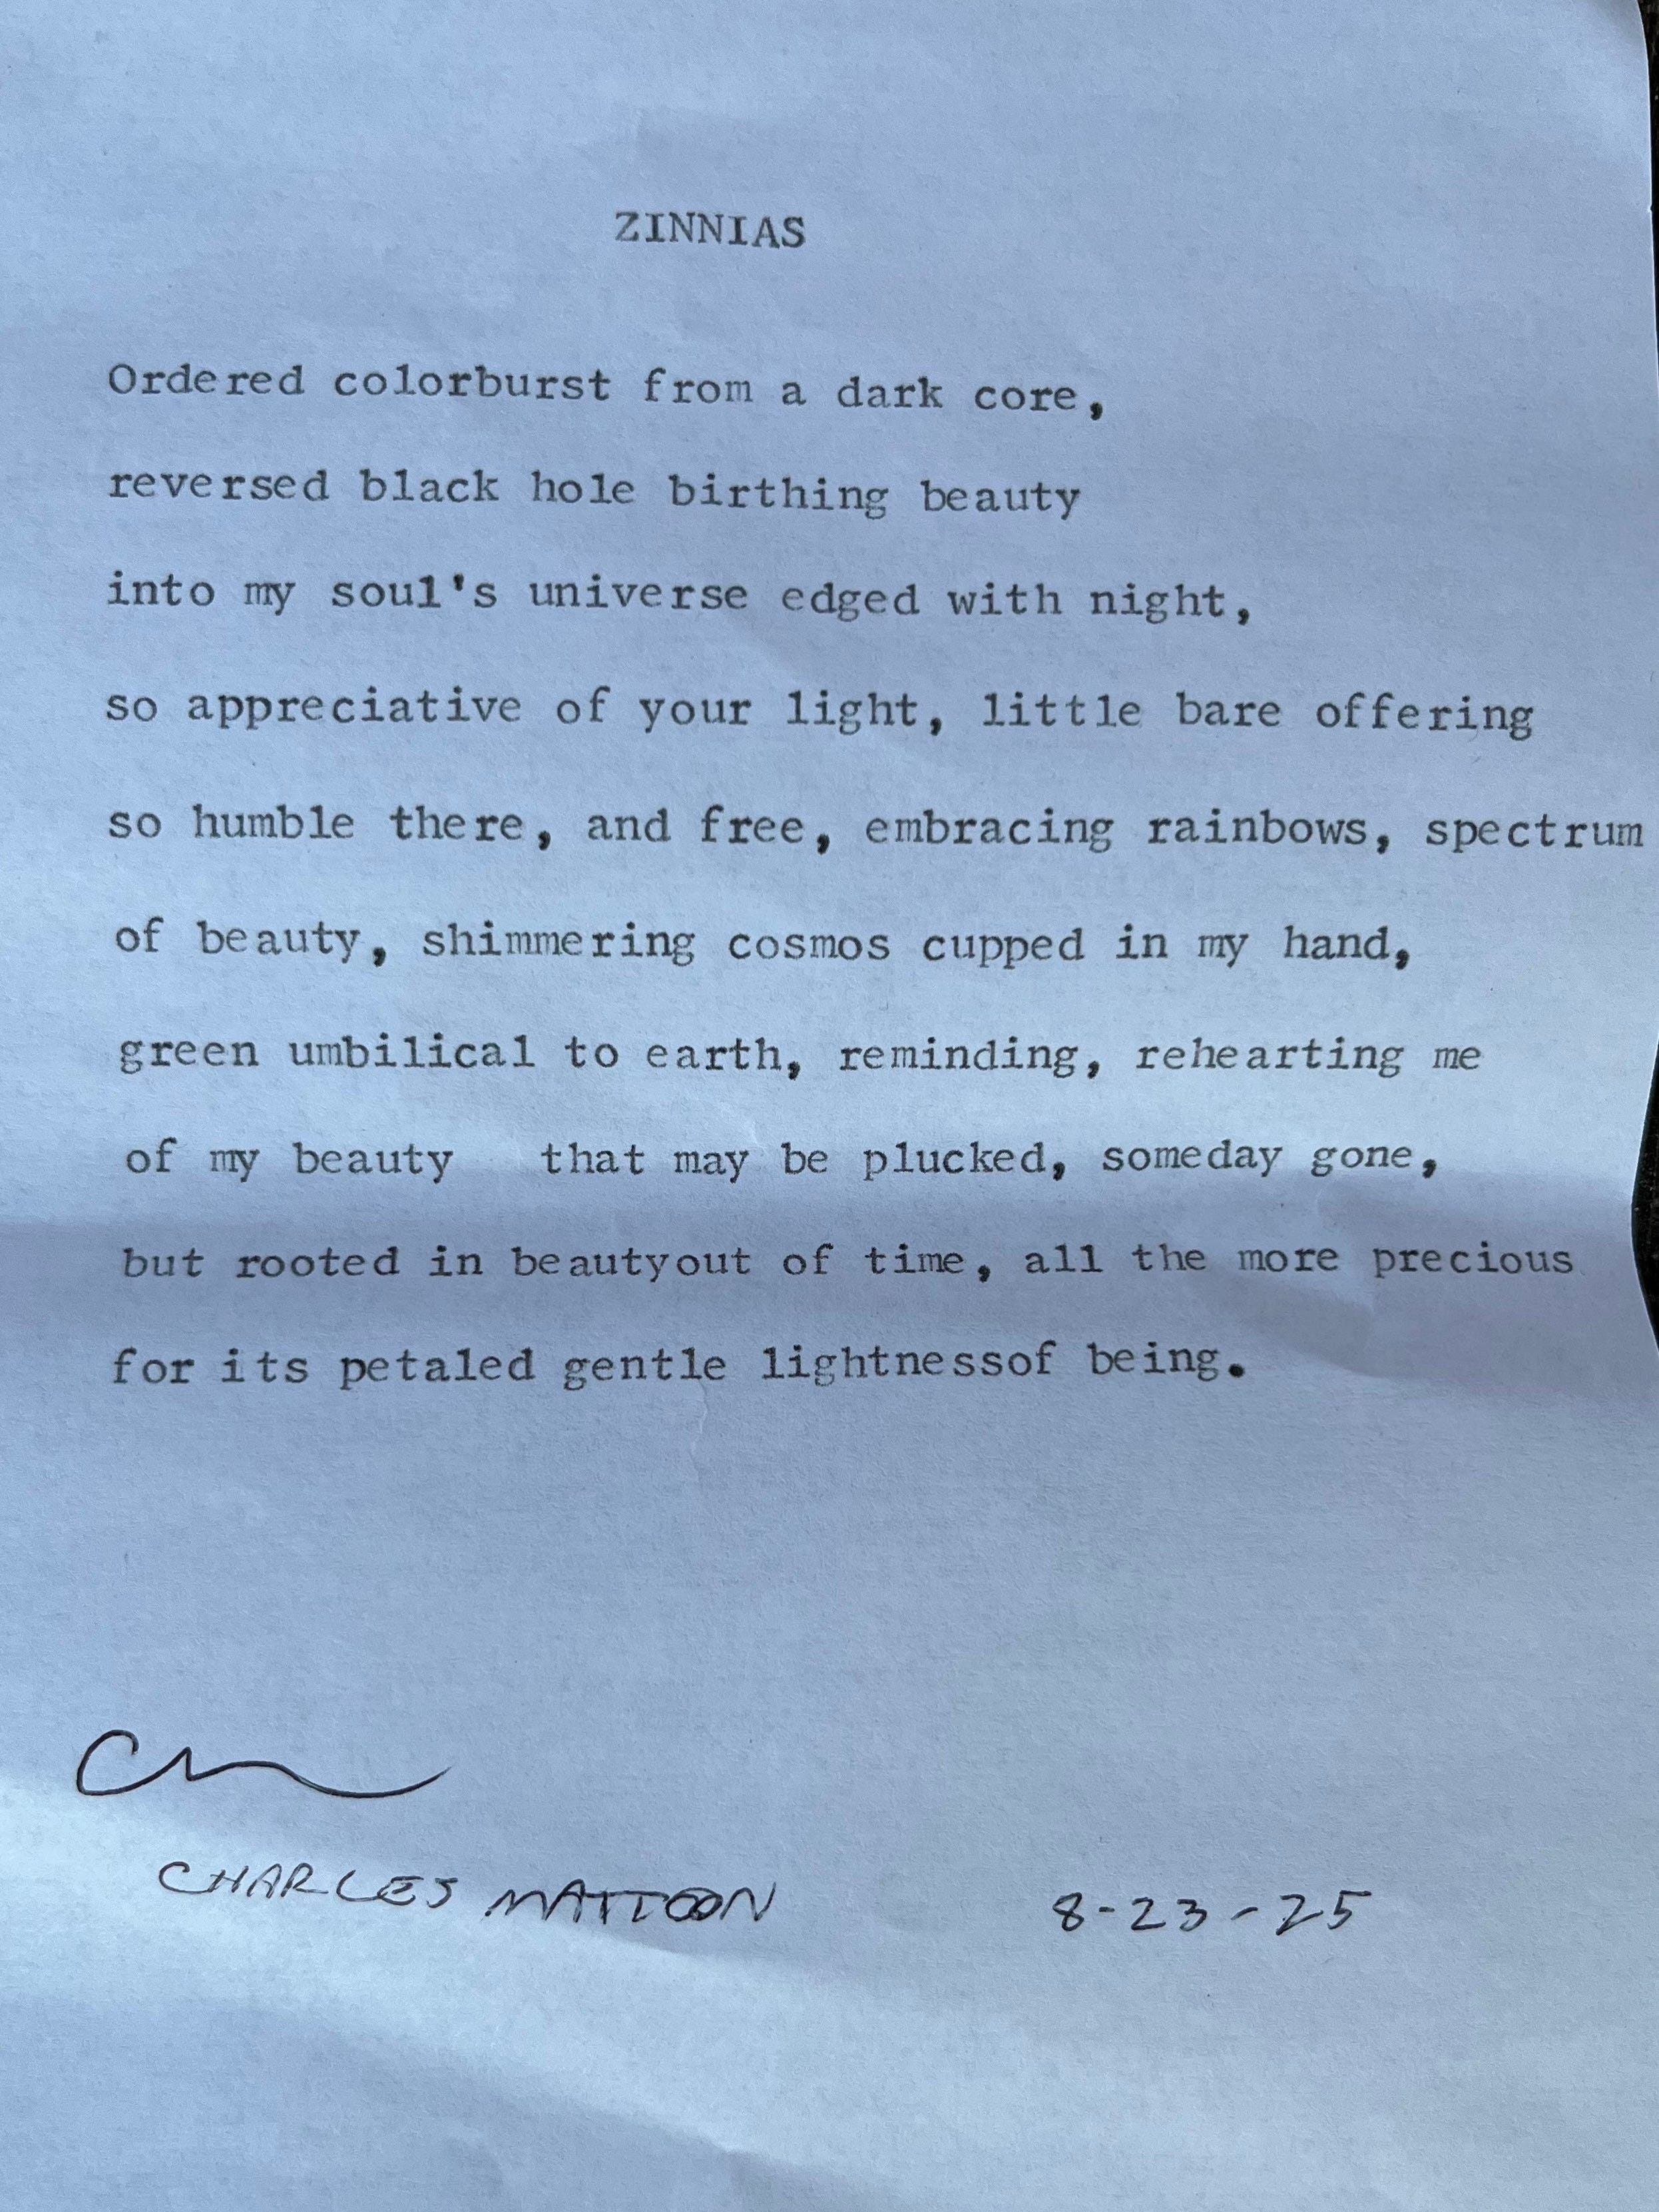 ZINNIAS
Ordered colorburst from a dark core,
reversed black hole birthing beauty
into my soul's universe edged with night,
so appreciative of your light, little bare offering
so humble there, and free, embracing rainbows, spectrum
of beauty, shimmering cosmos cupped in my hand,
green umbilical to earth, reminding, rehearting me
of my beauty   that may be plucked, someday gone,
but rooted in beautyout of time, all the more precious
for its petaled gentle lightnessof being.
CHARLES MATTOON 8-23-25